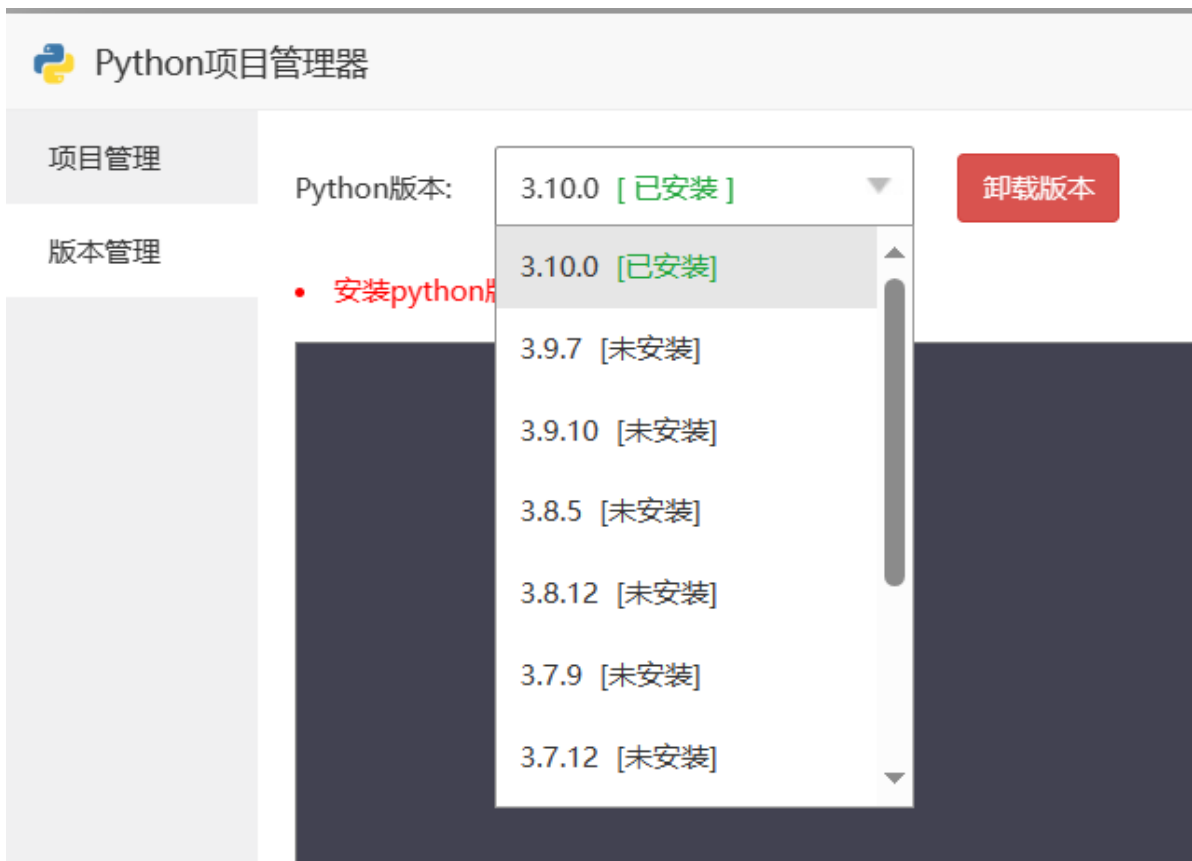 Python项目管理器
项目管理
版本管理
Python版本:
3.10.0 [ 已安装 ]
卸载版本
安装python
3.10.0 [已安装]
3.9.7 [未安装]
3.9.10 [未安装]
3.8.5 [未安装]
3.8.12 [未安装]
3.7.9 [未安装]
3.7.12 [未安装]